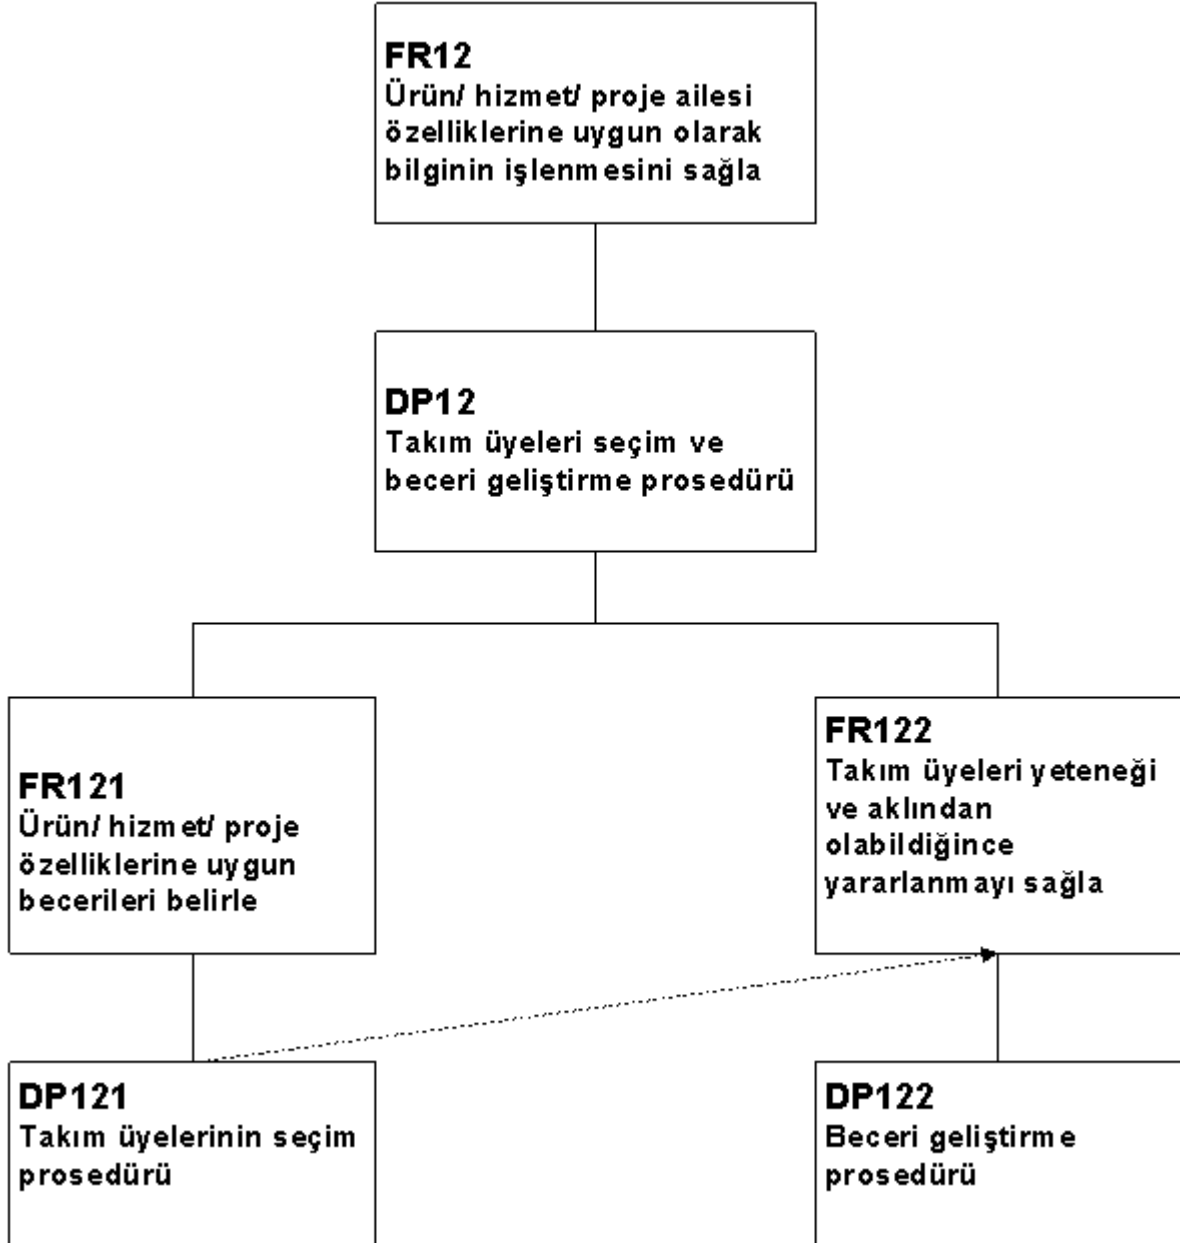 FR12
Ürün/ hizmet/ proje ailesi
özelliklerine uygun olarak
bilginin işlenmesini sağla
DP12
Takım üyeleri seçim ve
beceri geliştirme prosedürü
FR121
Ürün/ hizmet/ proje
özelliklerine uygun
becerileri belirle
FR122
Takım üyeleri yeteneği
ve aklından
olabildiğince
yararlanmayı sağla
DP121
Takım üyelerinin seçim
prosedürü
DP122
Beceri geliştirme
prosedürü